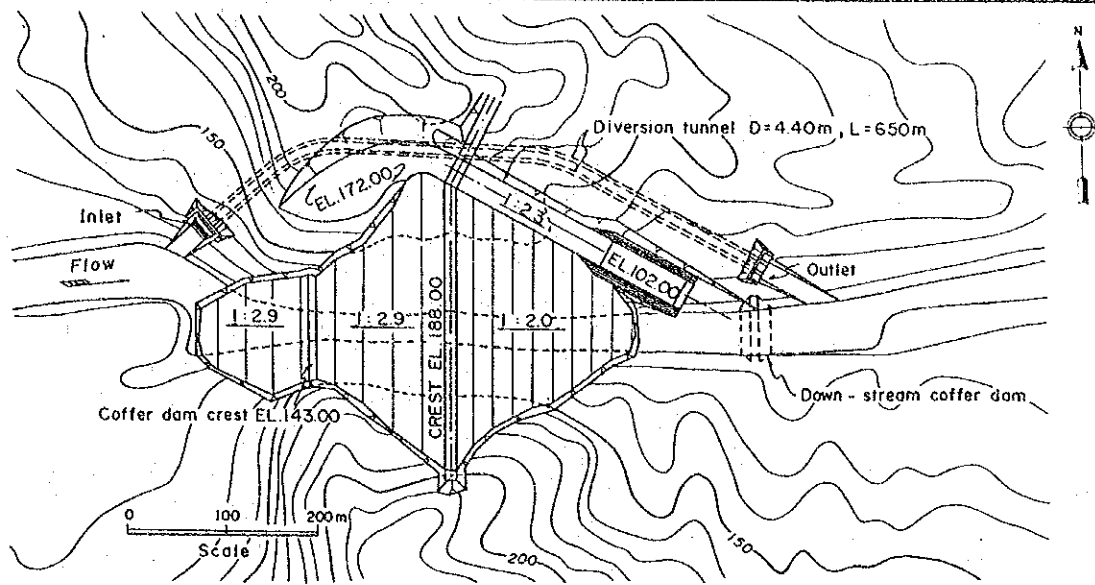 N
200
150
Diversion tunnel D=4.40m, L=650m
EL.172.00
Inlet
1:2.3
Flow
EL.102.00
Outlet
1:2.9
1:2.9
CREST EL.188.00
1:2.0
Down-stream coffer dam
Coffer dam crest EL.143.00
0 100 200m
Scale
200
150